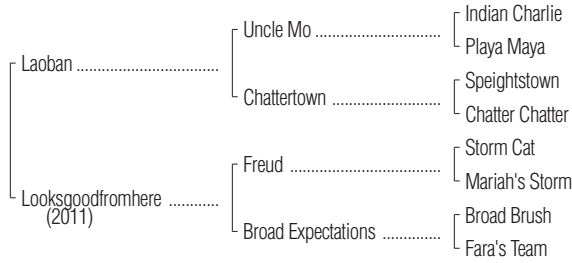 Indian Charlie
Uncle Mo ........................................
Playa Maya
Laoban ..............................................
Speightstown
Chattertown ..................................
Chatter Chatter
Storm Cat
Freud ..............................................
Mariah's Storm
Looksgoodfromhere ................
(2011)
Broad Brush
Broad Expectations ..................
Fara's Team